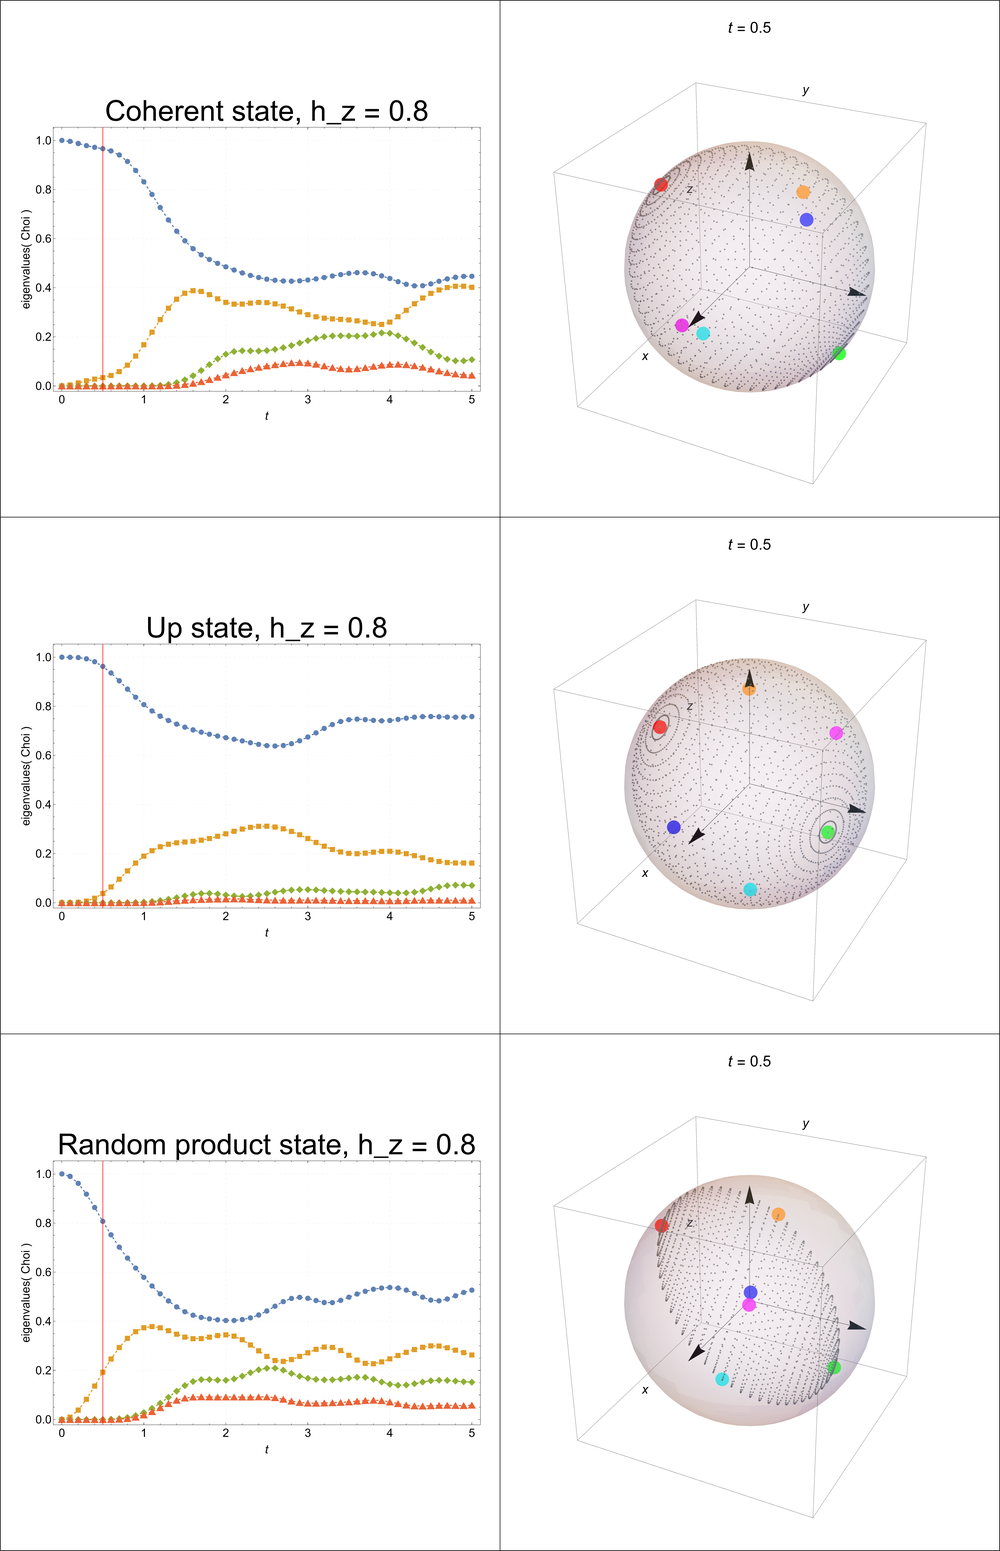 t = 0.5
Coherent state, h_z = 0.8
eigenvalues( Choi )
1.0
0.8
0.6
0.4
0.2
0.0
0 1 2 3 4 5
t
y
z
x
t = 0.5
Up state, h_z = 0.8
eigenvalues( Choi )
1.0
0.8
0.6
0.4
0.2
0.0
0 1 2 3 4 5
t
y
z
x
t = 0.5
Random product state, h_z = 0.8
eigenvalues( Choi )
1.0
0.8
0.6
0.4
0.2
0.0
0 1 2 3 4 5
t
y
z
x